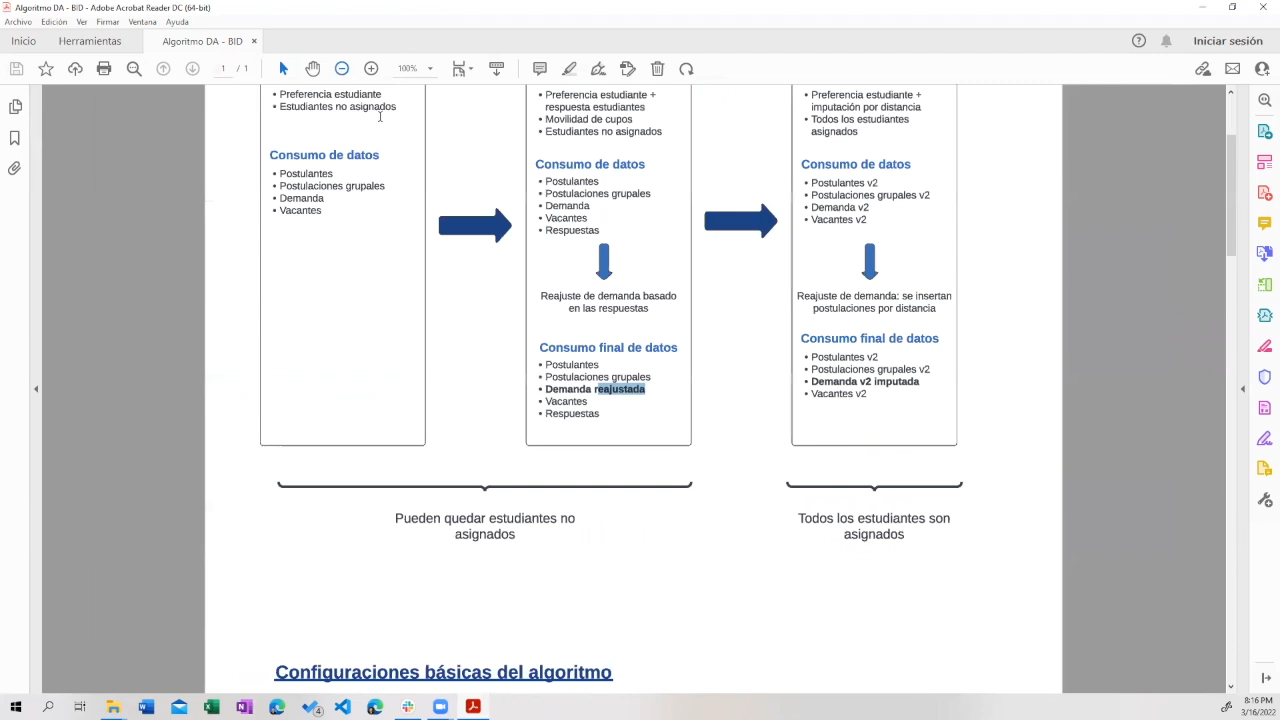 Algoritmo DA - BID - Adobe Acrobat Reader DC (64-bit)
Archivo Edición Ver Firmar Ventana Ayuda
Inicio Herramientas Algoritmo DA - BID × Iniciar sesión
1 / 1 100%
• Preferencia estudiante
• Estudiantes no asignados
Consumo de datos
• Postulantes
• Postulaciones grupales
• Demanda
• Vacantes
• Preferencia estudiante +
respuesta estudiantes
• Movilidad de cupos
• Estudiantes no asignados
Consumo de datos
• Postulantes
• Postulaciones grupales
• Demanda
• Vacantes
• Respuestas
Reajuste de demanda basado
en las respuestas
Consumo final de datos
• Postulantes
• Postulaciones grupales
• Demanda reajustada
• Vacantes
• Respuestas
• Preferencia estudiante +
imputación por distancia
• Todos los estudiantes
asignados
Consumo de datos
• Postulantes v2
• Postulaciones grupales v2
• Demanda v2
• Vacantes v2
Reajuste de demanda: se insertan
postulaciones por distancia
Consumo final de datos
• Postulantes v2
• Postulaciones grupales v2
• Demanda v2 imputada
• Vacantes v2
Pueden quedar estudiantes no
asignados
Todos los estudiantes son
asignados
Configuraciones básicas del algoritmo
8:16 PM
3/16/2022